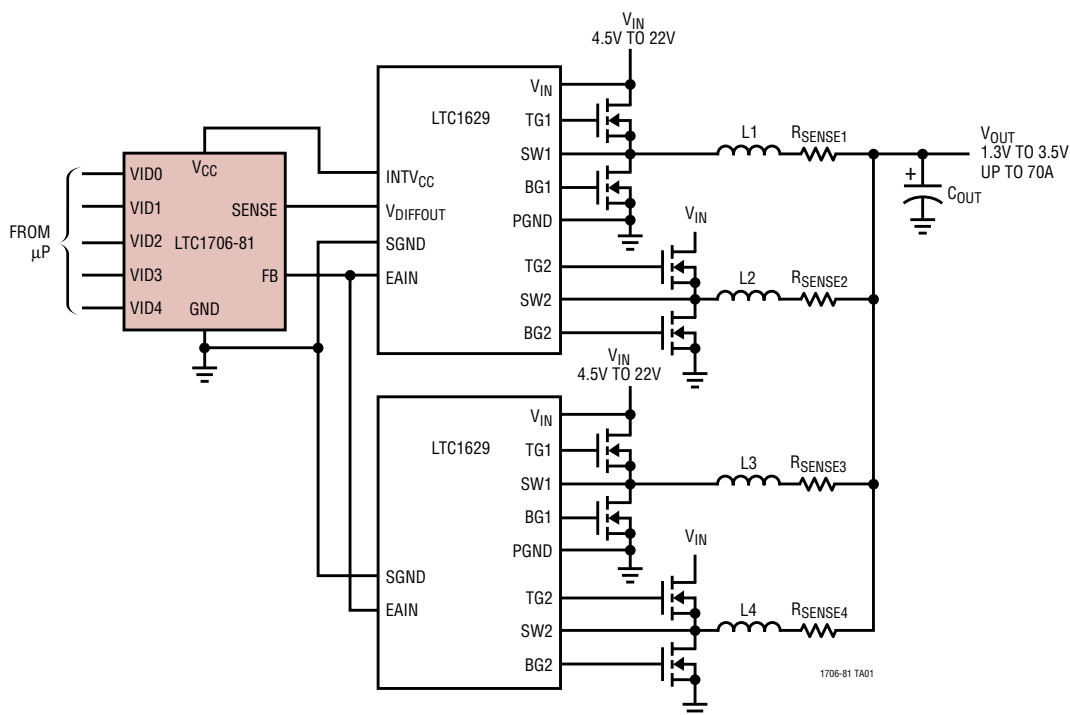 VIN
4.5V TO 22V
VIN
LTC1629
TG1
SW1
BG1
PGND
TG2
SW2
BG2
INTVCC
VDIFFOUT
SGND
EAIN
L1
RSENSE1
VOUT
1.3V TO 3.5V
UP TO 70A
+
COUT
VIN
L2
RSENSE2
FROM
μP
VID0
VID1
VID2
VID3
VID4
VCC
SENSE
LTC1706-81
FB
GND
VIN
4.5V TO 22V
VIN
LTC1629
TG1
SW1
BG1
PGND
TG2
SW2
BG2
SGND
EAIN
L3
RSENSE3
VIN
L4
RSENSE4
1706-81 TA01